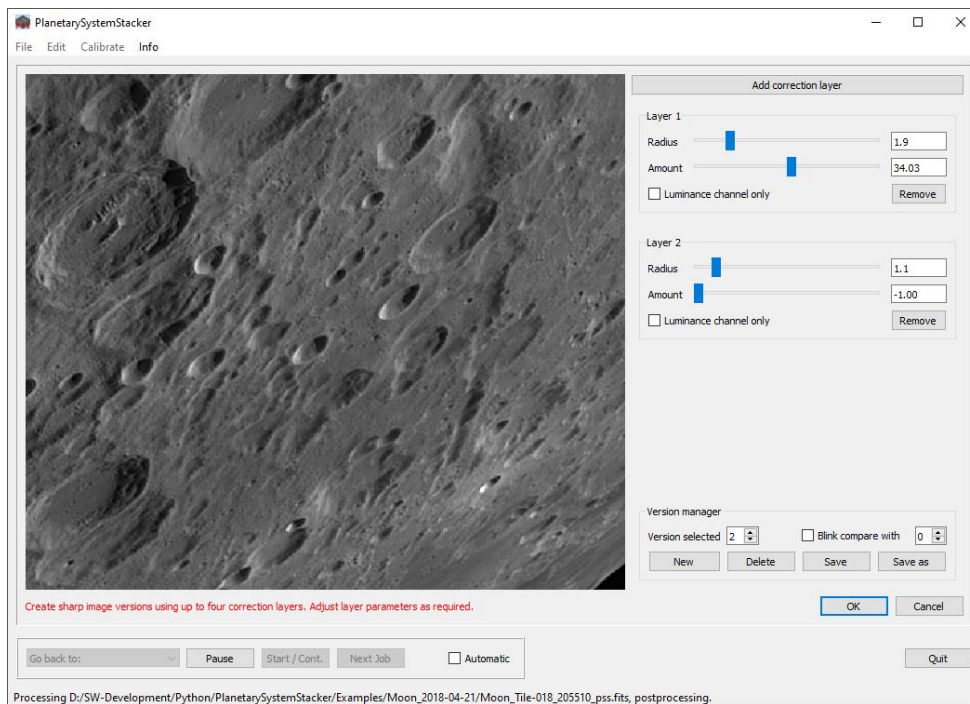 PlanetarySystemStacker
File Edit Calibrate Info
Add correction layer
Layer 1
Radius 1.9
Amount 34.03
Luminance channel only Remove
Layer 2
Radius 1.1
Amount -1.00
Luminance channel only Remove
Version manager
Version selected 2 Blink compare with 0
New Delete Save Save as
Create sharp image versions using up to four correction layers. Adjust layer parameters as required.
OK Cancel
Go back to: Pause Start / Cont. Next Job Automatic Quit
Processing D:/SW-Development/Python/PlanetarySystemStacker/Examples/Moon_2018-04-21/Moon_Tile-018_205510_pss.fits, postprocessing.